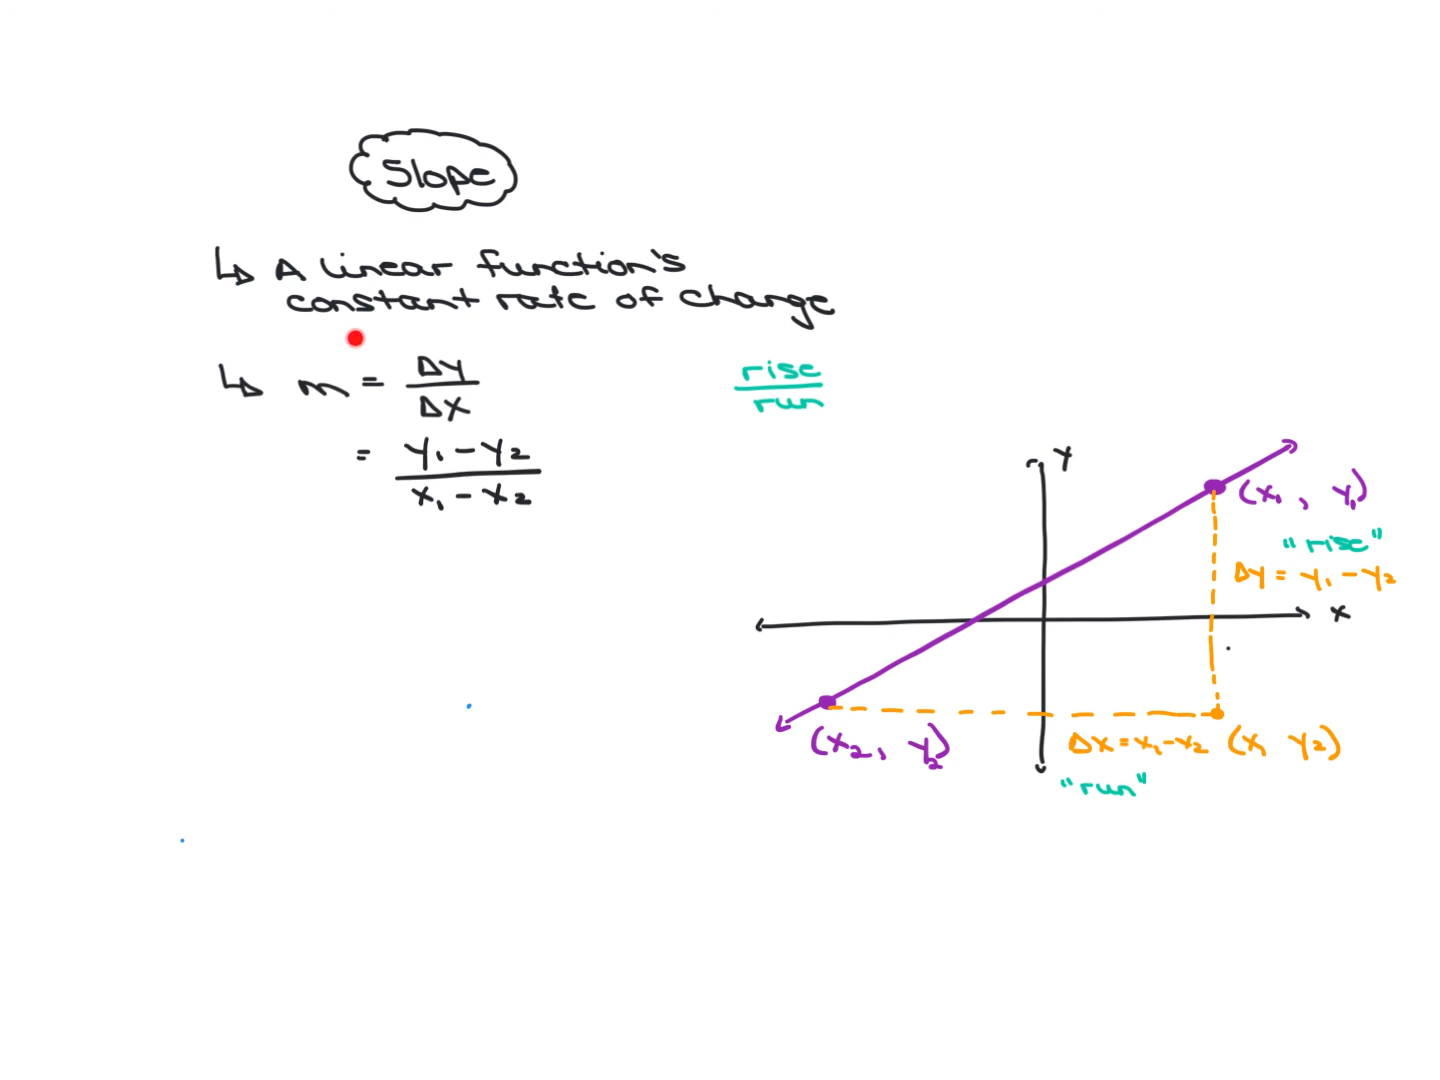 Slope
↳ A linear function's
constant rate of change
↳ m = Δy
Δx
= y₁ - y₂
x₁ - x₂
rise
run
y
(x₁, y₁)
"rise"
Δy = y₁ - y₂
x
(x₂, y₂)
Δx = x₁ - x₂ (x₁ y₂)
"run"